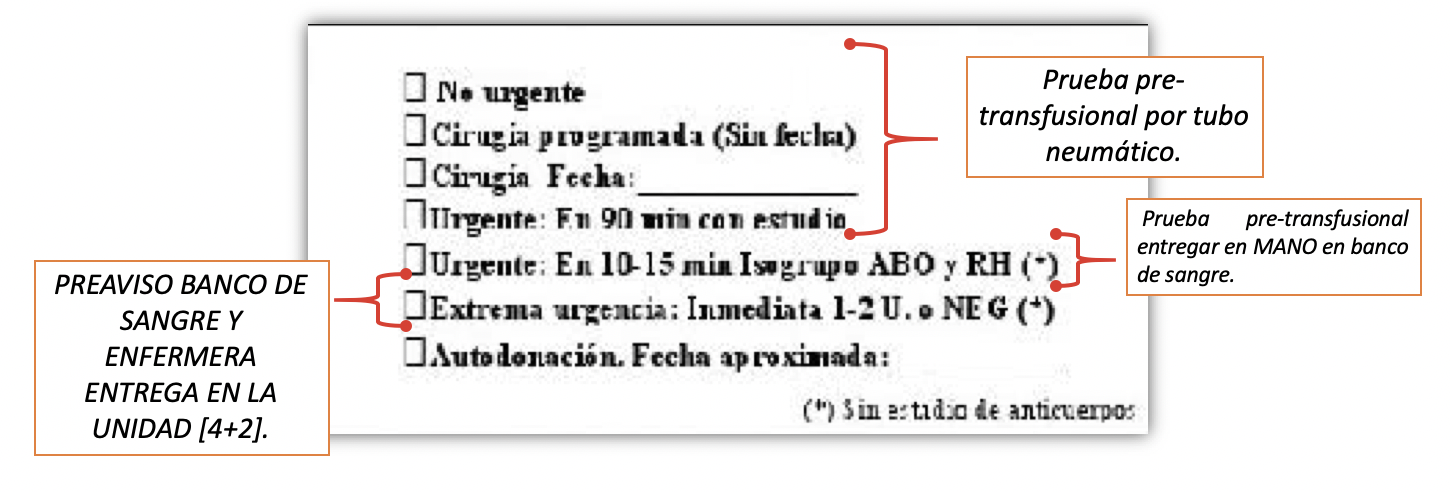 No urgente
Cirugía programada (Sin fecha)
Cirugía Fecha:
Urgente: En 90 min con estudio
Urgente: En 10-15 min Isogrupo ABO y RH (*)
Extrema urgencia: Inmediata 1-2 U. o NEG (*)
Autodonación. Fecha aproximada:
(*) Sin estudio de anticuerpos
Prueba pre-
transfusional por tubo
neumático.
Prueba pre-transfusional
entregar en MANO en banco
de sangre.
PREAVISO BANCO DE
SANGRE Y
ENFERMERA
ENTREGA EN LA
UNIDAD [4+2].